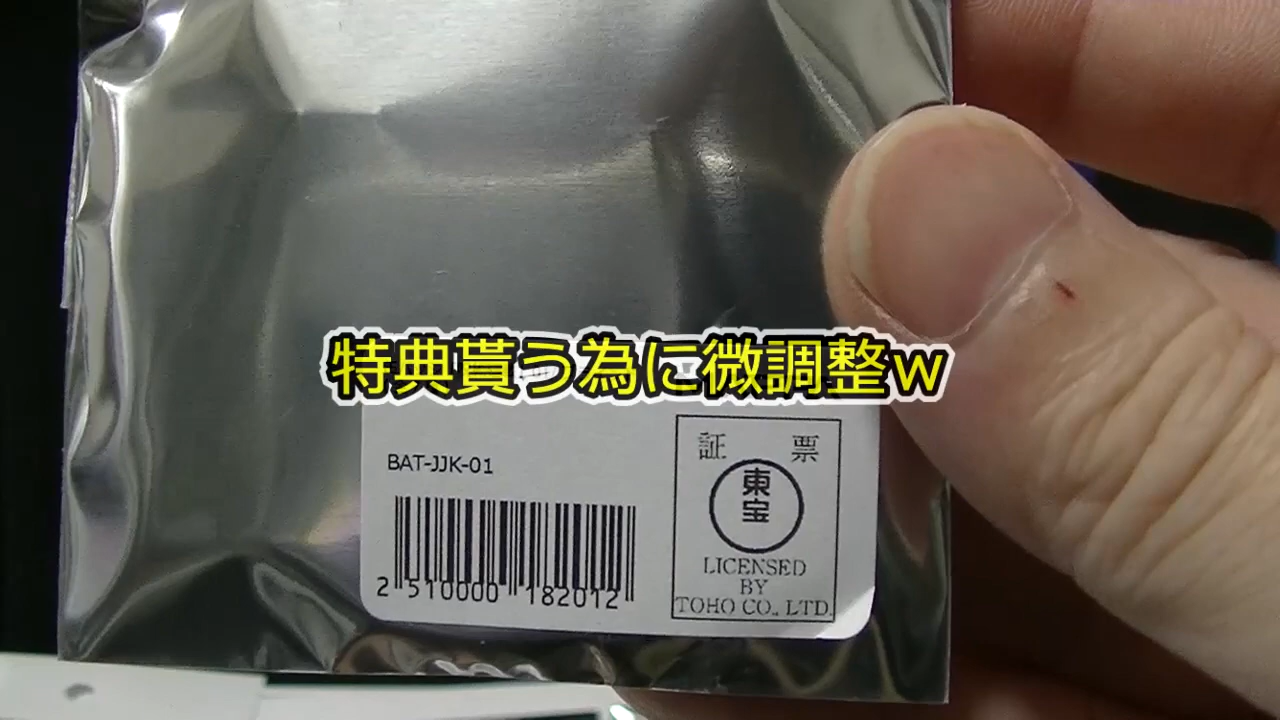 特典貰う為に微調整ｗ
BAT-JJK-01
2 510000 182012
証 票
東宝
LICENSED
BY
TOHO CO., LTD.